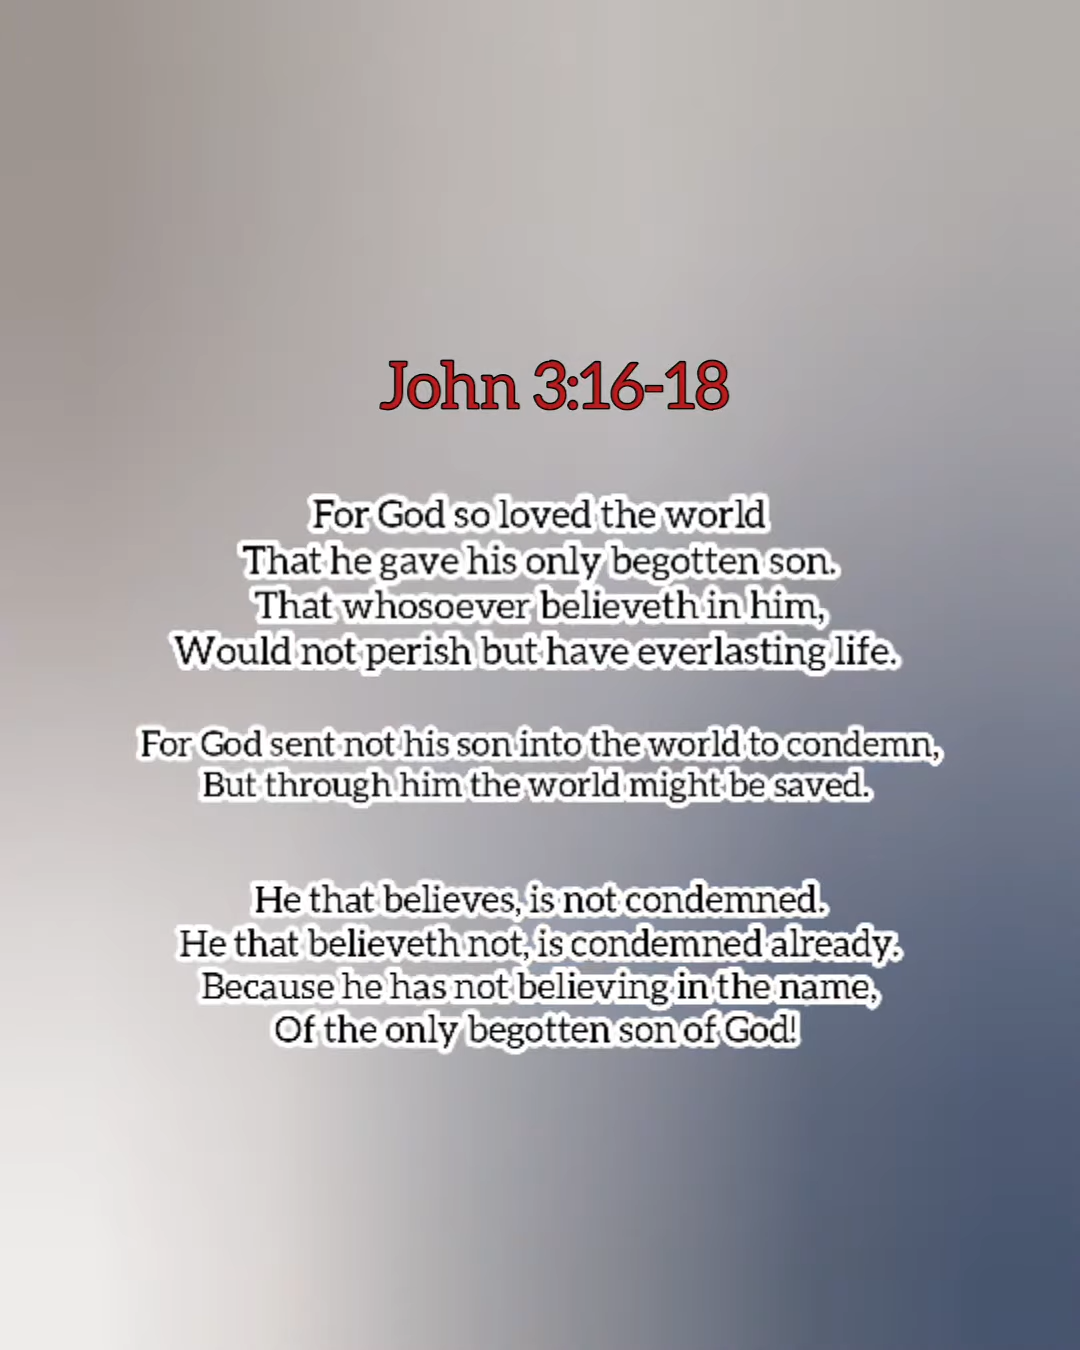 John 3:16-18
For God so loved the world
That he gave his only begotten son.
That whosoever believeth in him,
Would not perish but have everlasting life.
For God sent not his son into the world to condemn,
But through him the world might be saved.
He that believes, is not condemned.
He that believeth not, is condemned already.
Because he has not believing in the name,
Of the only begotten son of God!